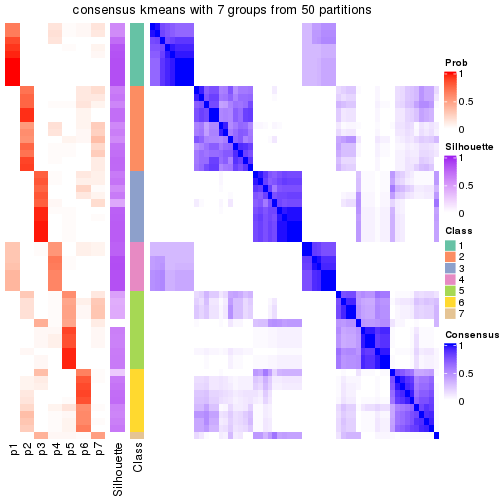 consensus kmeans with 7 groups from 50 partitions
p1
p2
p3
p4
p5
p6
p7
Silhouette
Class
Prob
1
0.5
0
Silhouette
1
0.5
0
Class
1
2
3
4
5
6
7
Consensus
1
0.5
0